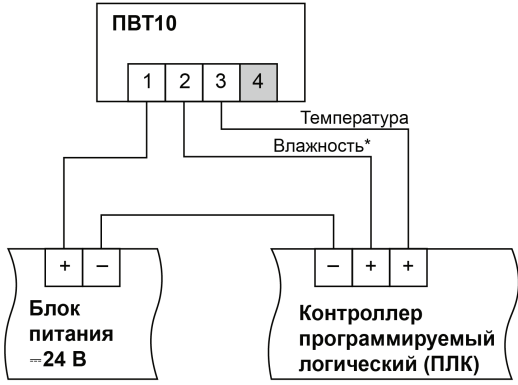 ПВТ10
1 2 3 4
Температура
Влажность*
+ –
– + +
Блок
питания
⎓24 В
Контроллер
программируемый
логический (ПЛК)